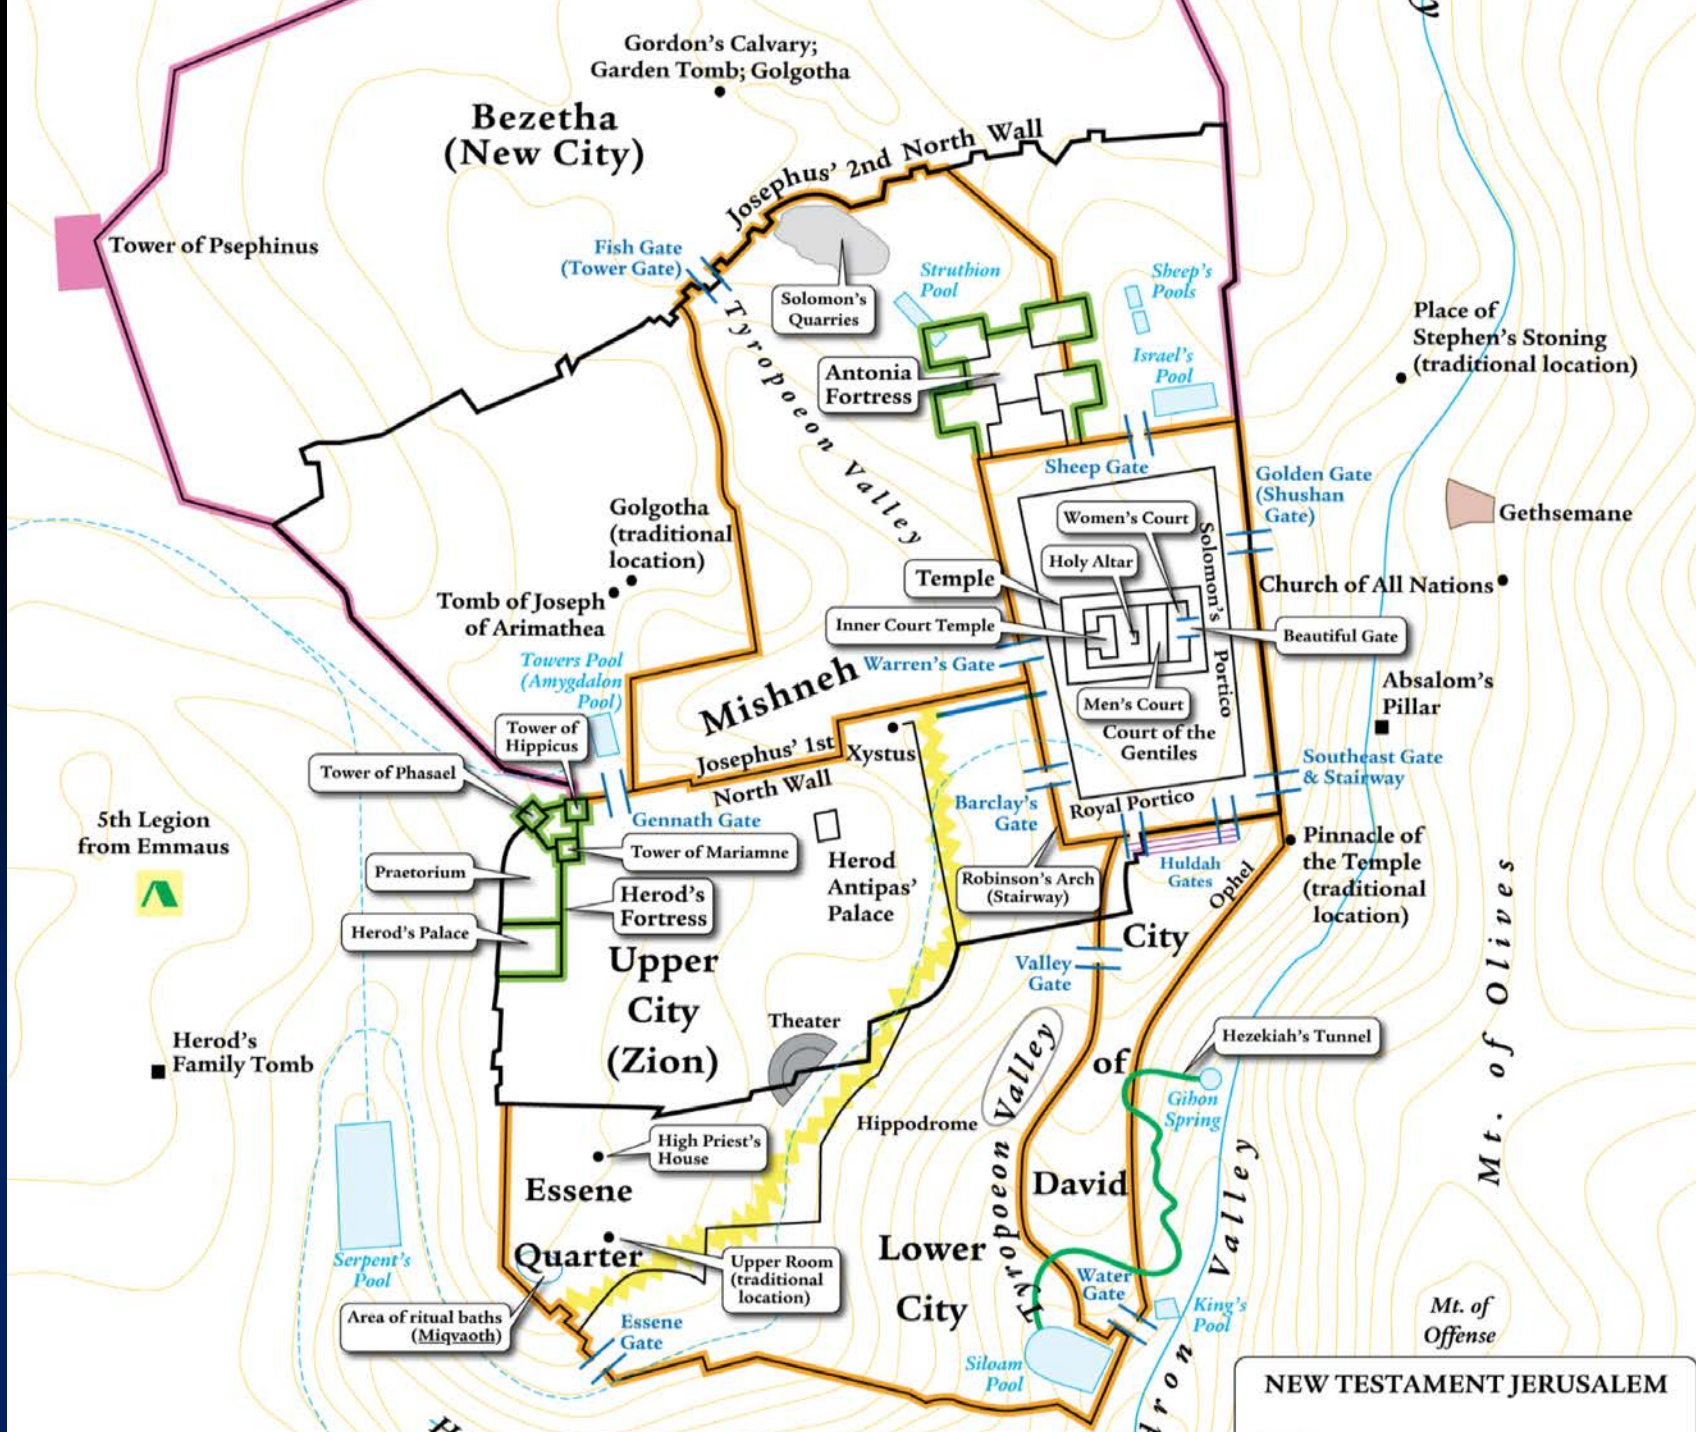 Gordon's Calvary;
Garden Tomb; Golgotha
Bezetha
(New City)
Josephus' 2nd North Wall
Tower of Psephinus
Fish Gate
(Tower Gate)
Solomon's
Quarries
Struthion
Pool
Sheep's
Pools
Israel's
Pool
Place of
Stephen's Stoning
(traditional location)
Antonia
Fortress
Tyropoeon Valley
Sheep Gate
Golden Gate
(Shushan
Gate)
Gethsemane
Golgotha
(traditional
location)
Tomb of Joseph
of Arimathea
Women's Court
Holy Altar
Temple
Inner Court Temple
Solomon's Portico
Church of All Nations
Beautiful Gate
Warren's Gate
Men's Court
Court of the
Gentiles
Absalom's
Pillar
Towers Pool
(Amygdalon
Pool)
Mishneh
Tower of
Hippicus
Tower of Phasael
Josephus' 1st
North Wall
Xystus
Southeast Gate
& Stairway
Gennath Gate
Barclay's
Gate
Royal Portico
5th Legion
from Emmaus
Tower of Mariamne
Praetorium
Herod's
Fortress
Herod
Antipas'
Palace
Robinson's Arch
(Stairway)
Huldah
Gates
Ophel
Pinnacle of
the Temple
(traditional
location)
Herod's Palace
Upper
City
(Zion)
Valley
Gate
City
of
David
Theater
Herod's
Family Tomb
Hezekiah's Tunnel
Gihon
Spring
Mt. of Olives
Hippodrome
Tyropoeon Valley
High Priest's
House
Essene
Quarter
Upper Room
(traditional
location)
Lower
City
Serpent's
Pool
Area of ritual baths
(Miqvaoth)
Essene
Gate
Water
Gate
King's
Pool
Siloam
Pool
dron Valley
Mt. of
Offense
NEW TESTAMENT JERUSALEM